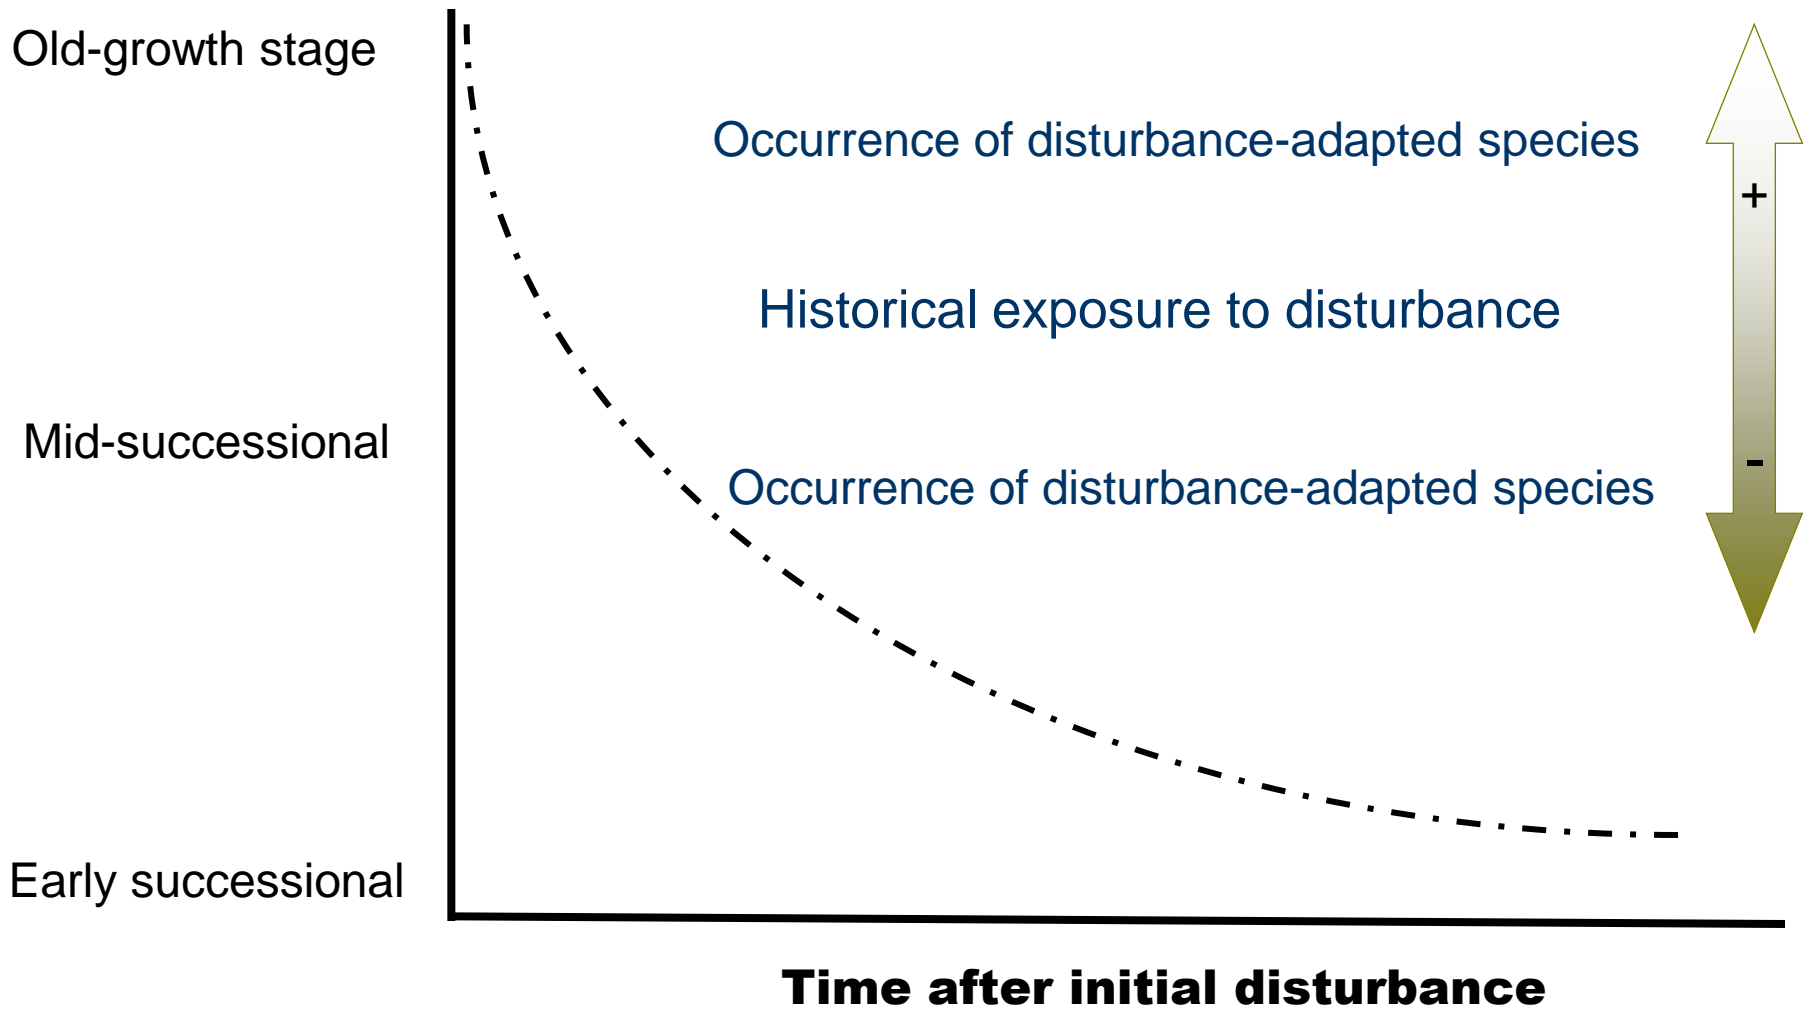 Old-growth stage
Occurrence of disturbance-adapted species
+
Historical exposure to disturbance
Mid-successional
-
Occurrence of disturbance-adapted species
Early successional
Time after initial disturbance